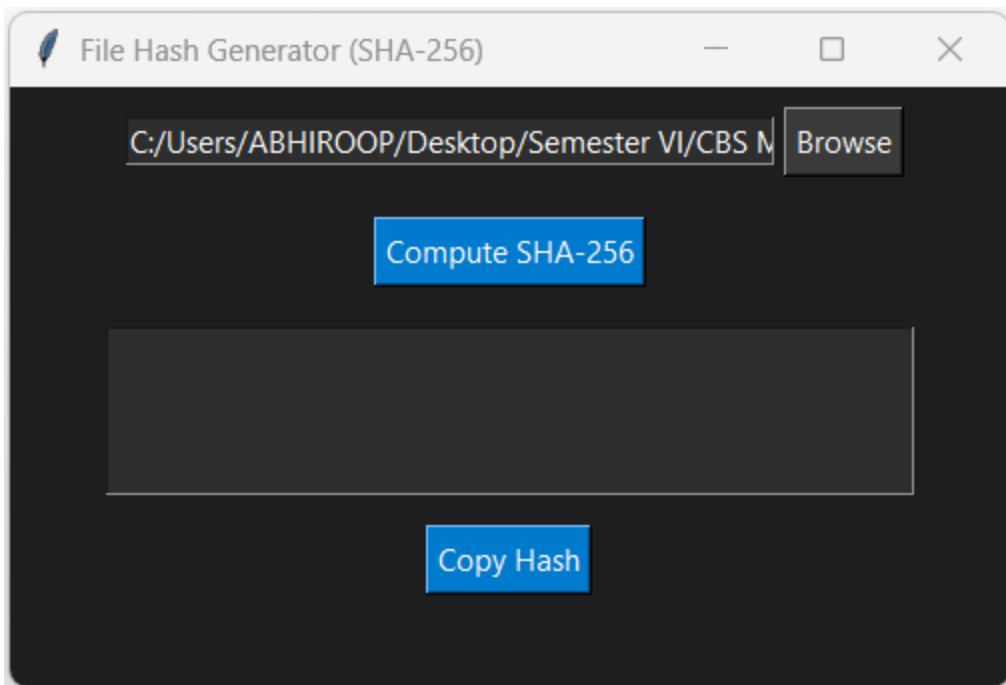 File Hash Generator (SHA-256)
C:/Users/ABHIROOP/Desktop/Semester VI/CBS Browse
Compute SHA-256
Copy Hash